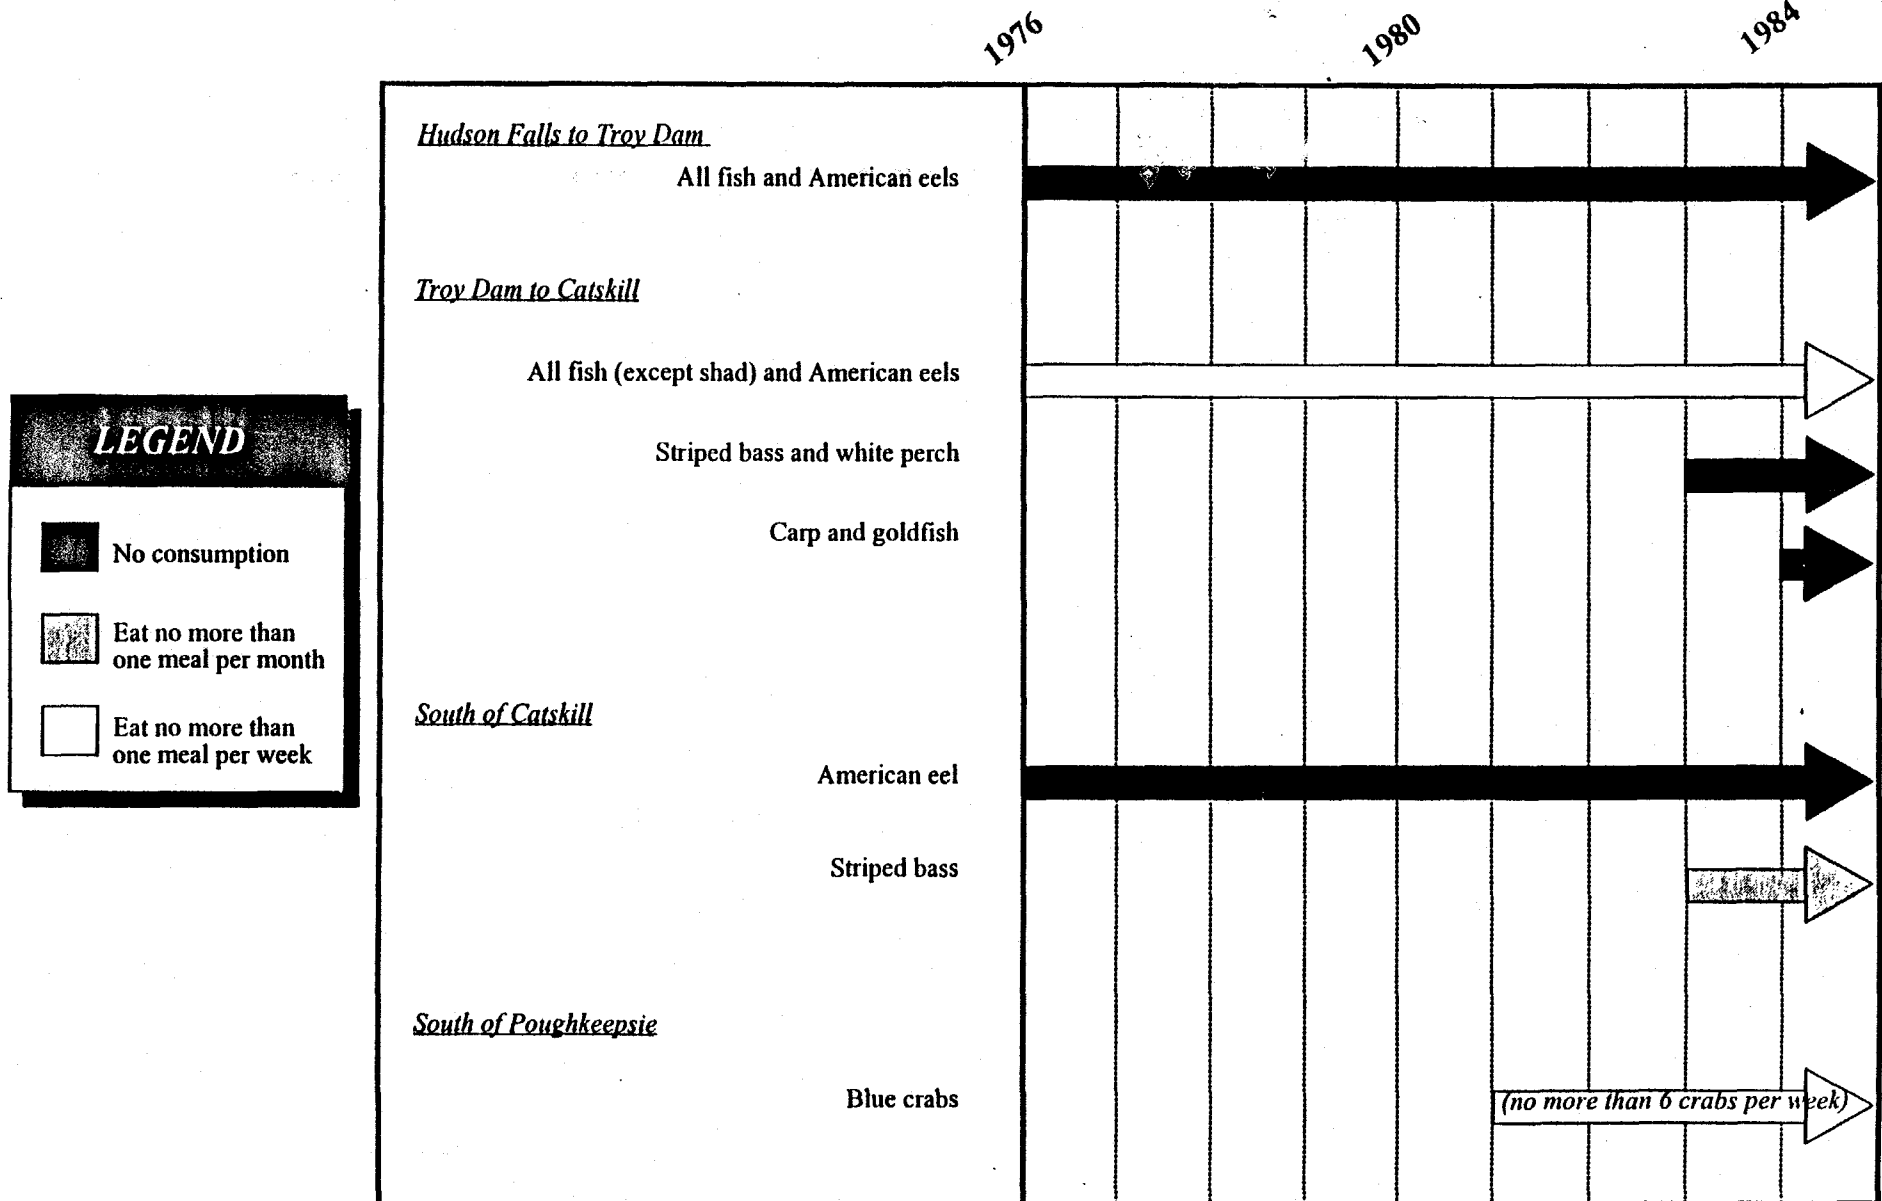 1976
1980
1984
Hudson Falls to Troy Dam
All fish and American eels
Troy Dam to Catskill
All fish (except shad) and American eels
Striped bass and white perch
Carp and goldfish
South of Catskill
American eel
Striped bass
South of Poughkeepsie
Blue crabs
(no more than 6 crabs per week)
LEGEND
No consumption
Eat no more than
one meal per month
Eat no more than
one meal per week